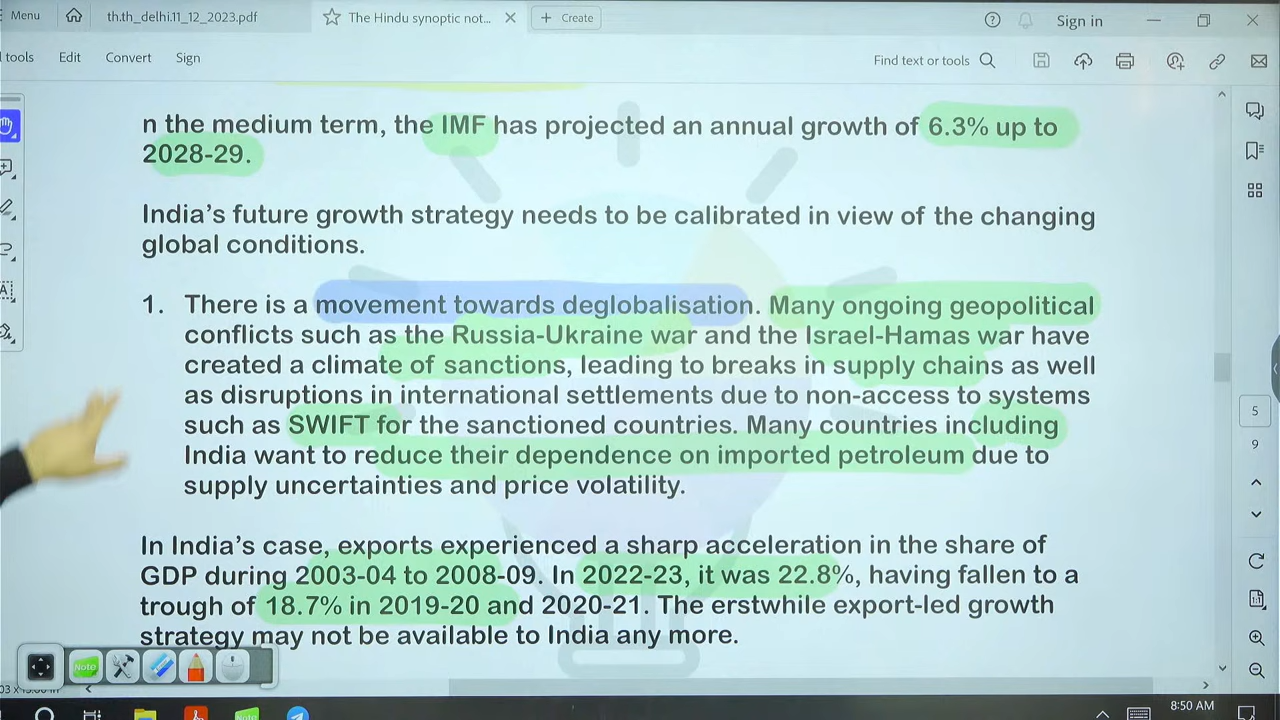 Menu
th.th_delhi.11_12_2023.pdf
The Hindu synoptic not...
Create
Sign in
l tools
Edit
Convert
Sign
Find text or tools
n the medium term, the IMF has projected an annual growth of 6.3% up to
2028-29.
India's future growth strategy needs to be calibrated in view of the changing
global conditions.
1. There is a movement towards deglobalisation. Many ongoing geopolitical
conflicts such as the Russia-Ukraine war and the Israel-Hamas war have
created a climate of sanctions, leading to breaks in supply chains as well
as disruptions in international settlements due to non-access to systems
such as SWIFT for the sanctioned countries. Many countries including
India want to reduce their dependence on imported petroleum due to
supply uncertainties and price volatility.
In India's case, exports experienced a sharp acceleration in the share of
GDP during 2003-04 to 2008-09. In 2022-23, it was 22.8%, having fallen to a
trough of 18.7% in 2019-20 and 2020-21. The erstwhile export-led growth
strategy may not be available to India any more.
5
9
Note
Note
8:50 AM